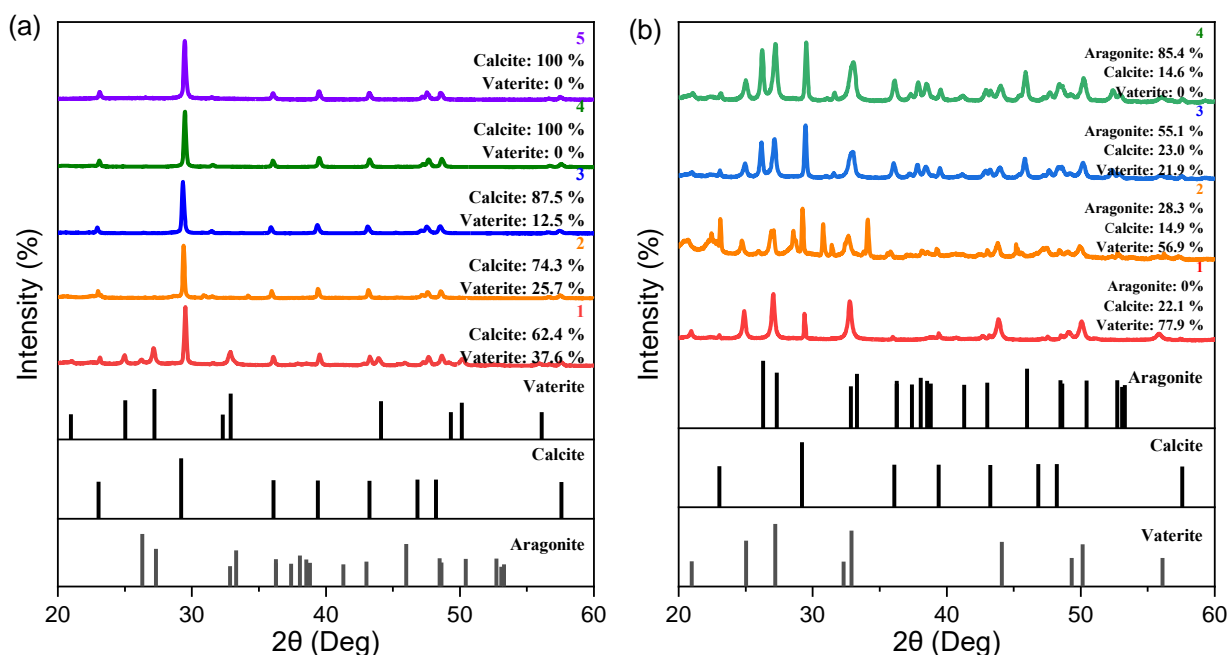 (a)
5
Calcite: 100 %
Vaterite: 0 %
4
Calcite: 100 %
Vaterite: 0 %
3
Calcite: 87.5 %
Vaterite: 12.5 %
2
Calcite: 74.3 %
Vaterite: 25.7 %
1
Calcite: 62.4 %
Vaterite: 37.6 %
Vaterite
Calcite
Aragonite
Intensity (%)
20 30 40 50 60
2θ (Deg)
(b)
4
Aragonite: 85.4 %
Calcite: 14.6 %
Vaterite: 0 %
3
Aragonite: 55.1 %
Calcite: 23.0 %
Vaterite: 21.9 %
2
Aragonite: 28.3 %
Calcite: 14.9 %
Vaterite: 56.9 %
1
Aragonite: 0%
Calcite: 22.1 %
Vaterite: 77.9 %
Aragonite
Calcite
Vaterite
Intensity (%)
20 30 40 50 60
2θ (Deg)